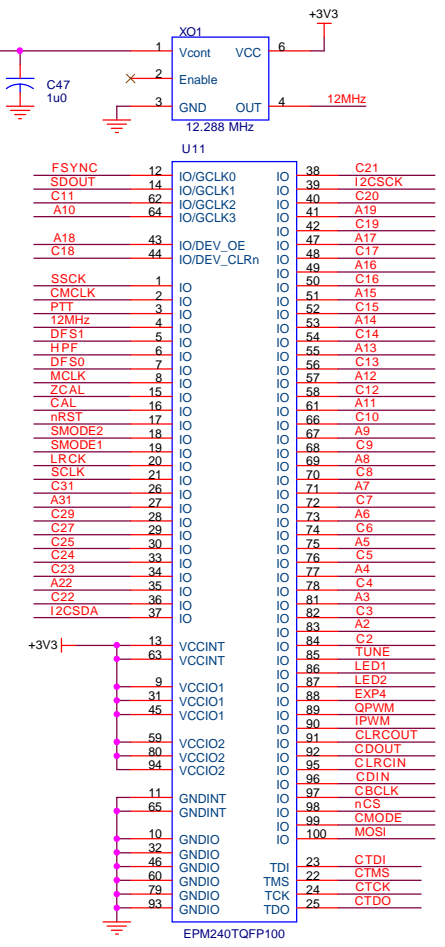 +3V3
XO1
1 Vcont VCC 6
2 Enable
C47
1u0
3 GND OUT 4 12MHz
12.288 MHz
U11
FSYNC 12 IO/GCLK0 IO 38 C21
SDOUT 14 IO/GCLK1 IO 39 I2CSCK
C11 62 IO/GCLK2 IO 40 C20
A10 64 IO/GCLK3 IO 41 A19
IO 42 C19
A18 43 IO/DEV_OE IO 47 A17
C18 44 IO/DEV_CLRn IO 48 C17
IO 49 A16
SSCK 1 IO IO 50 C16
CMCLK 2 IO IO 51 A15
PTT 3 IO IO 52 C15
12MHz 4 IO IO 53 A14
DFS1 5 IO IO 54 C14
HPF 6 IO IO 55 A13
DFS0 7 IO IO 56 C13
MCLK 8 IO IO 57 A12
ZCAL 15 IO IO 58 C12
CAL 16 IO IO 61 A11
nRST 17 IO IO 66 C10
SMODE2 18 IO IO 67 A9
SMODE1 19 IO IO 68 C9
LRCK 20 IO IO 69 A8
SCLK 21 IO IO 70 C8
C31 26 IO IO 71 A7
A31 27 IO IO 72 C7
C29 28 IO IO 73 A6
C27 29 IO IO 74 C6
C25 30 IO IO 75 A5
C24 33 IO IO 76 C5
C23 34 IO IO 77 A4
A22 35 IO IO 78 C4
C22 36 IO IO 81 A3
I2CSDA 37 IO IO 82 C3
IO 83 A2
+3V3 13 VCCINT IO 84 C2
63 VCCINT IO 85 TUNE
IO 86 LED1
9 VCCIO1 IO 87 LED2
31 VCCIO1 IO 88 EXP4
45 VCCIO1 IO 89 QPWM
IO 90 IPWM
59 VCCIO2 IO 91 CLRCOUT
80 VCCIO2 IO 92 CDOUT
94 VCCIO2 IO 95 CLRCIN
IO 96 CDIN
11 GNDINT IO 97 CBCLK
65 GNDINT IO 98 nCS
IO 99 CMODE
10 GNDIO IO 100 MOSI
32 GNDIO
46 GNDIO TDI 23 CTDI
60 GNDIO TMS 22 CTMS
79 GNDIO TCK 24 CTCK
93 GNDIO TDO 25 CTDO
EPM240TQFP100